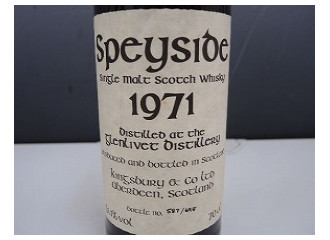 Speyside
Single Malt Scotch Whisky
1971
distilled at the
Glenlivet Distillery
and bottled in Scotland
Kingsbury & Co Ltd
Aberdeen, Scotland
Bottle no.
vol